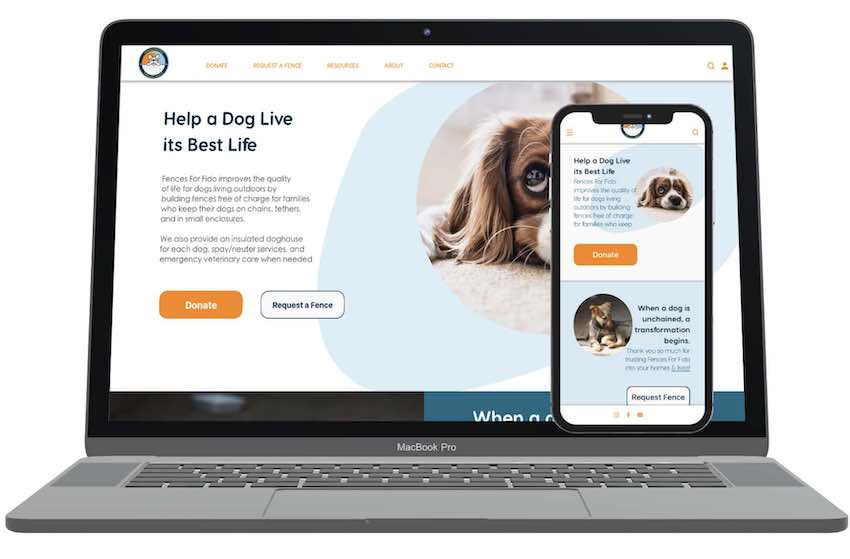 DONATE
REQUEST A FENCE
RESOURCES
ABOUT
CONTACT
Help a Dog Live
its Best Life
Fences For Fido improves the quality
of life for dogs living outdoors by
building fences free of charge for families
who keep their dogs on chains, tethers,
and in small enclosures.
We also provide an insulated doghouse
for each dog, spay/neuter services, and
emergency veterinary care when needed
Donate
Request a Fence
When a
MacBook Pro
Help a Dog Live
its Best Life
Fences For Fido
improves the quality of
life for dogs living
outdoors by building
fences free of charge
for families who keep
Donate
When a dog is
unchained, a
transformation
begins.
Thank you so much for
trusting Fences For Fido
into your homes &
Request Fence